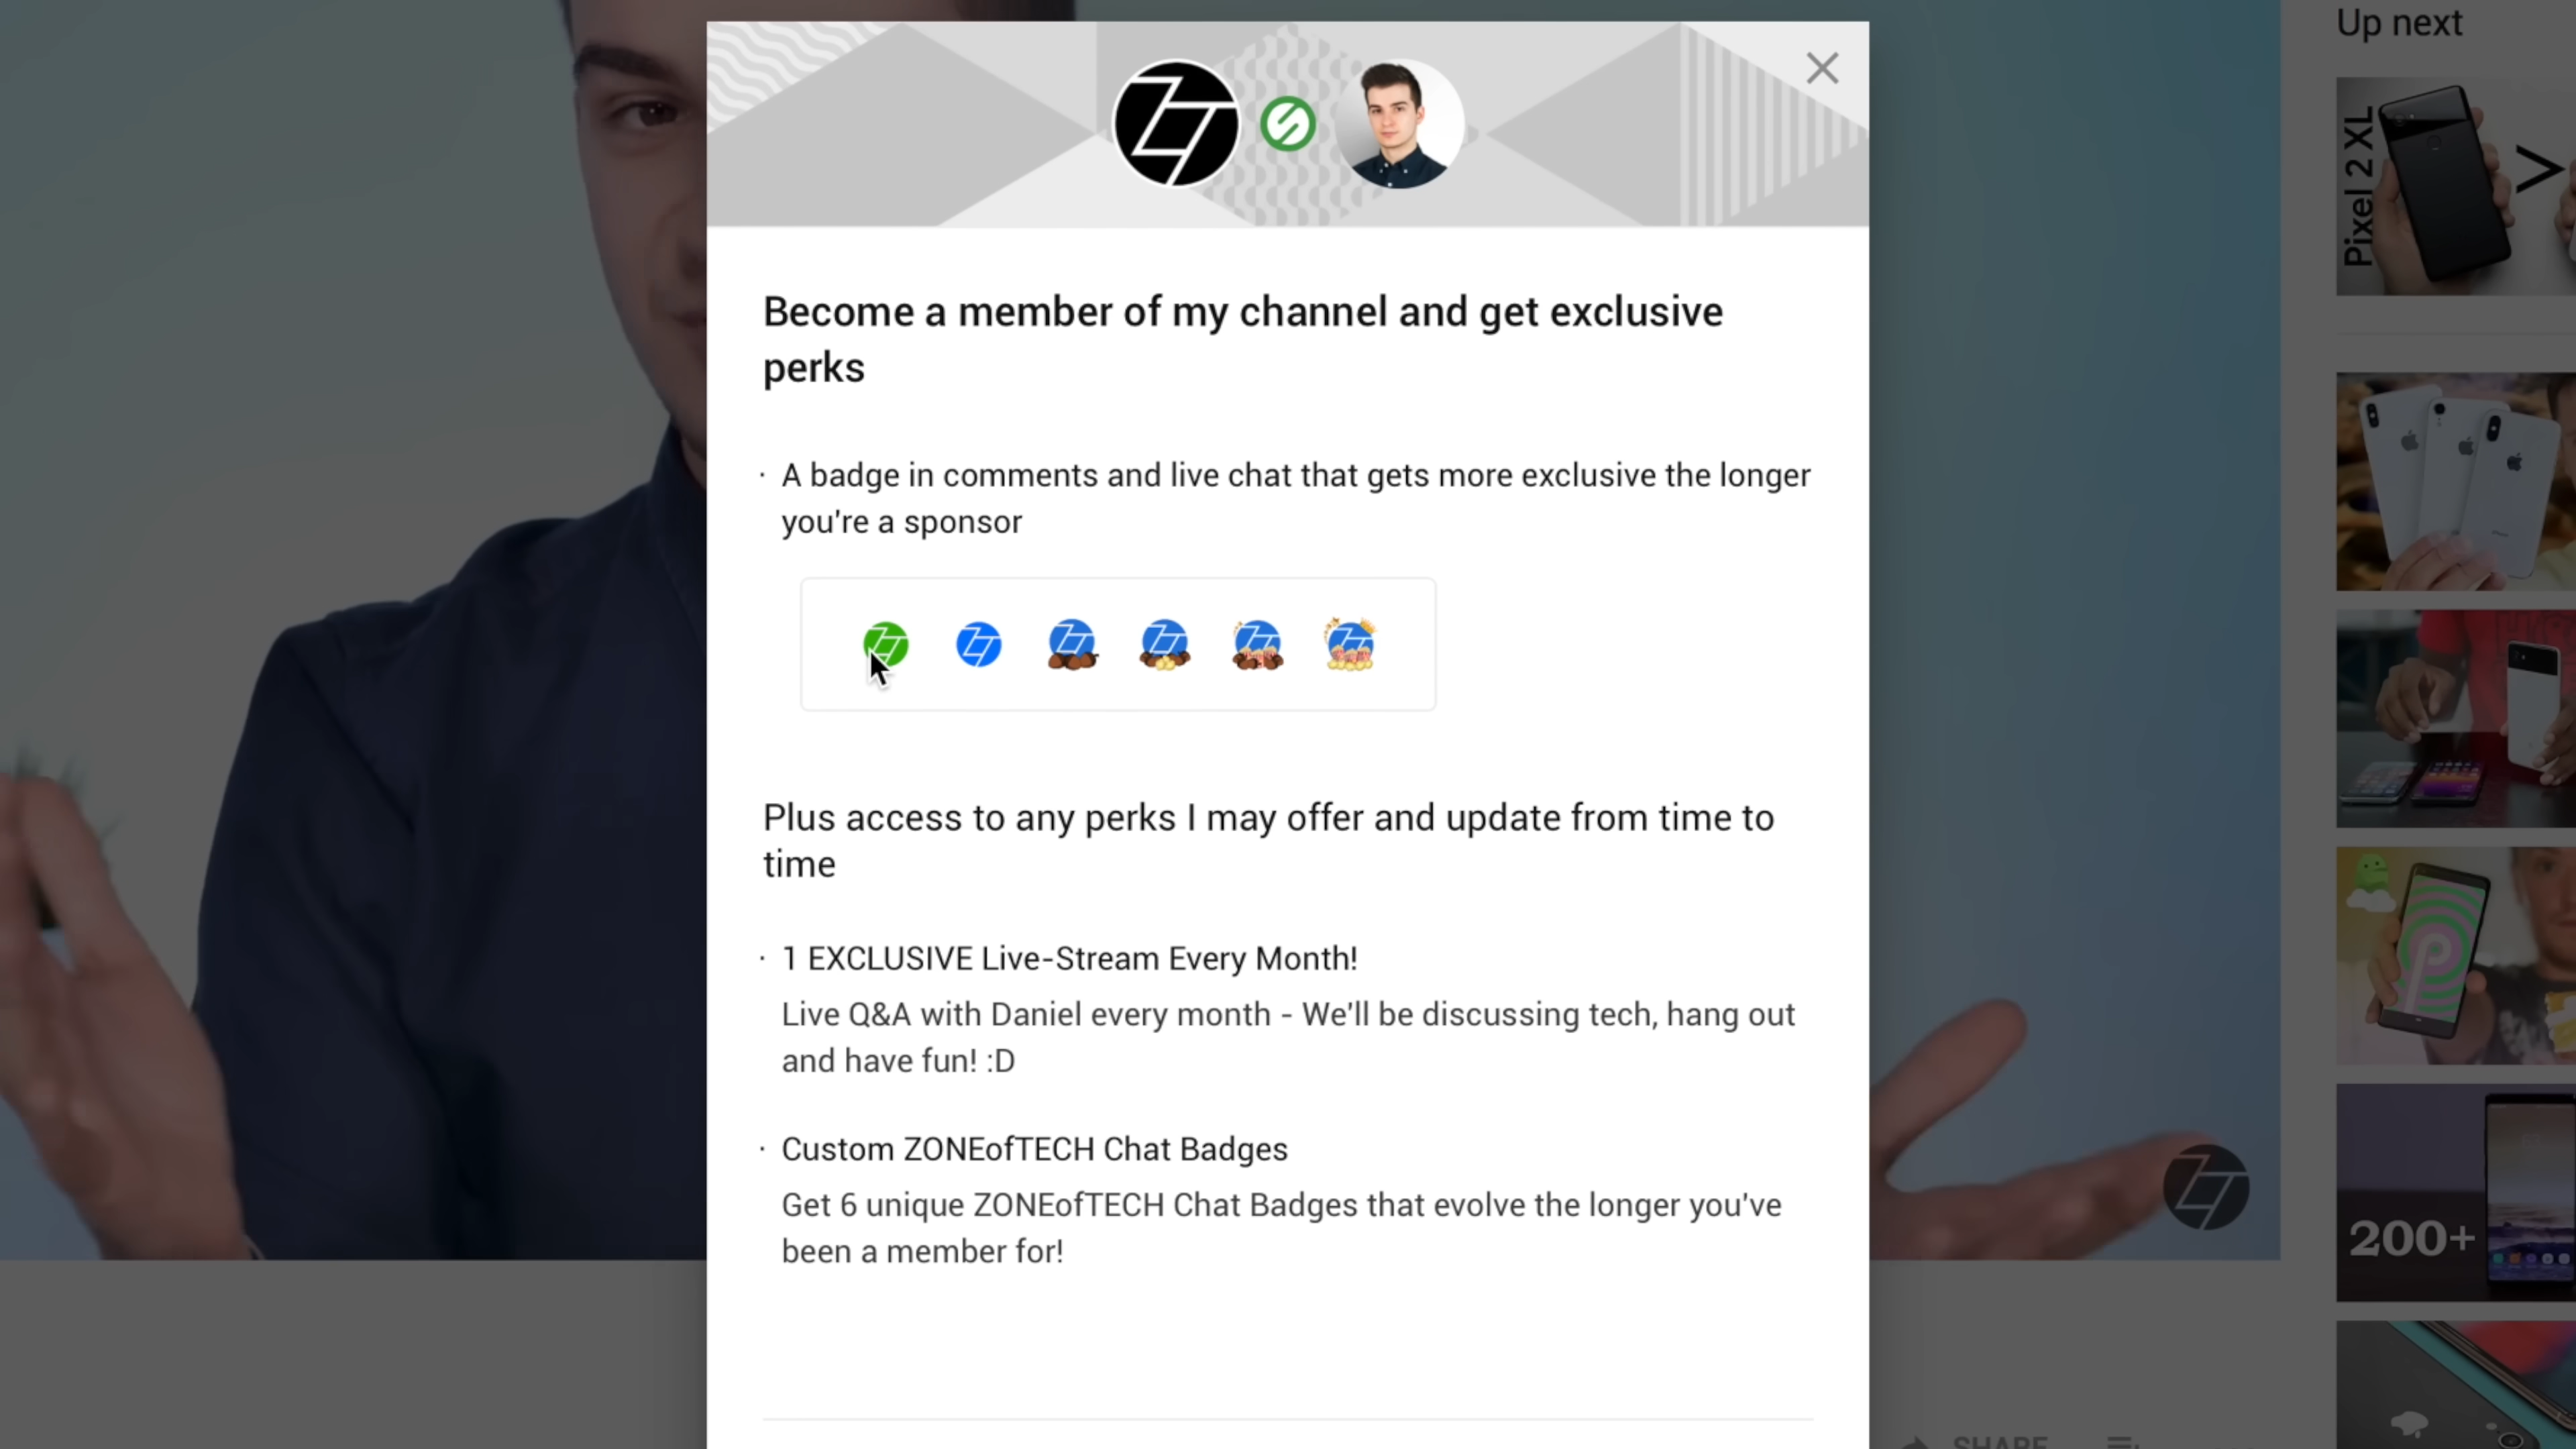 Up next
Pixel 2 XL
>
Become a member of my channel and get exclusive
perks
· A badge in comments and live chat that gets more exclusive the longer
you're a sponsor
Plus access to any perks I may offer and update from time to
time
· 1 EXCLUSIVE Live-Stream Every Month!
Live Q&A with Daniel every month - We'll be discussing tech, hang out
and have fun! :D
· Custom ZONEofTECH Chat Badges
Get 6 unique ZONEofTECH Chat Badges that evolve the longer you've
been a member for!
200+
SHARE